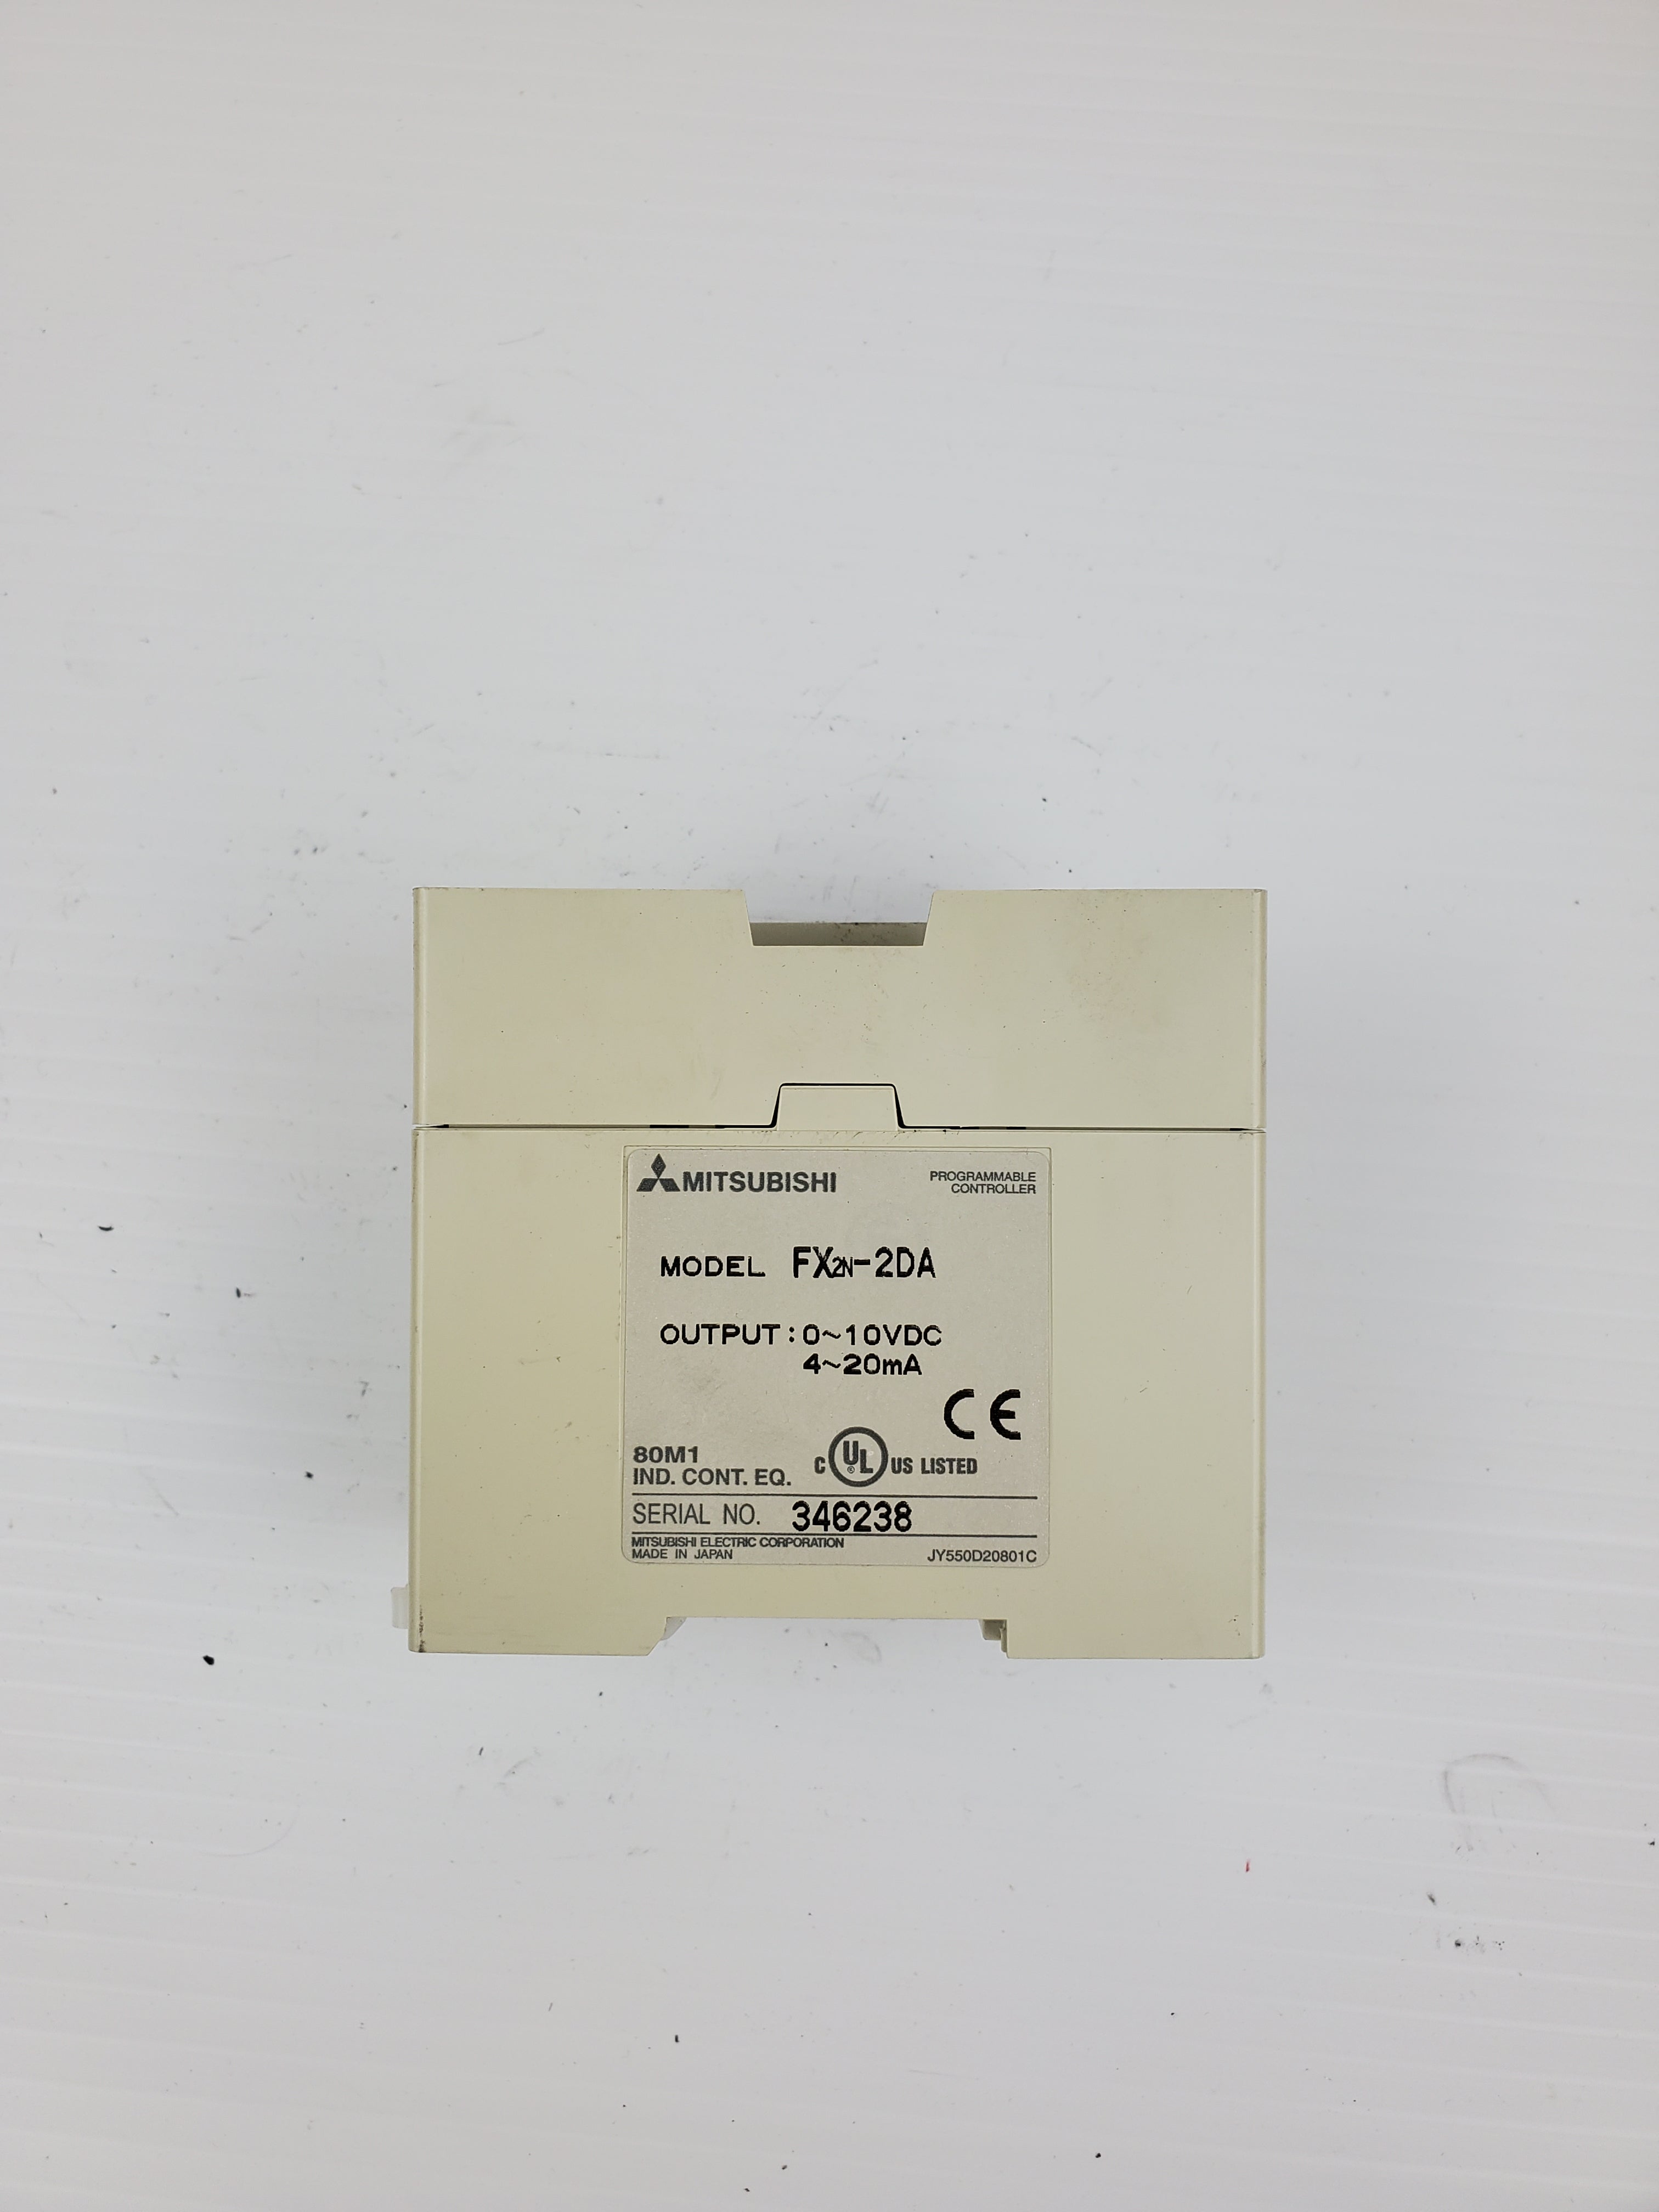 MITSUBISHI
PROGRAMMABLE
CONTROLLER
MODEL FX2N-2DA
OUTPUT:0~10VDC
4~20mA
CE
80M1
IND. CONT. EQ.
C UL® US LISTED
SERIAL NO. 346238
MITSUBISHI ELECTRIC CORPORATION
MADE IN JAPAN
JY550D20801C